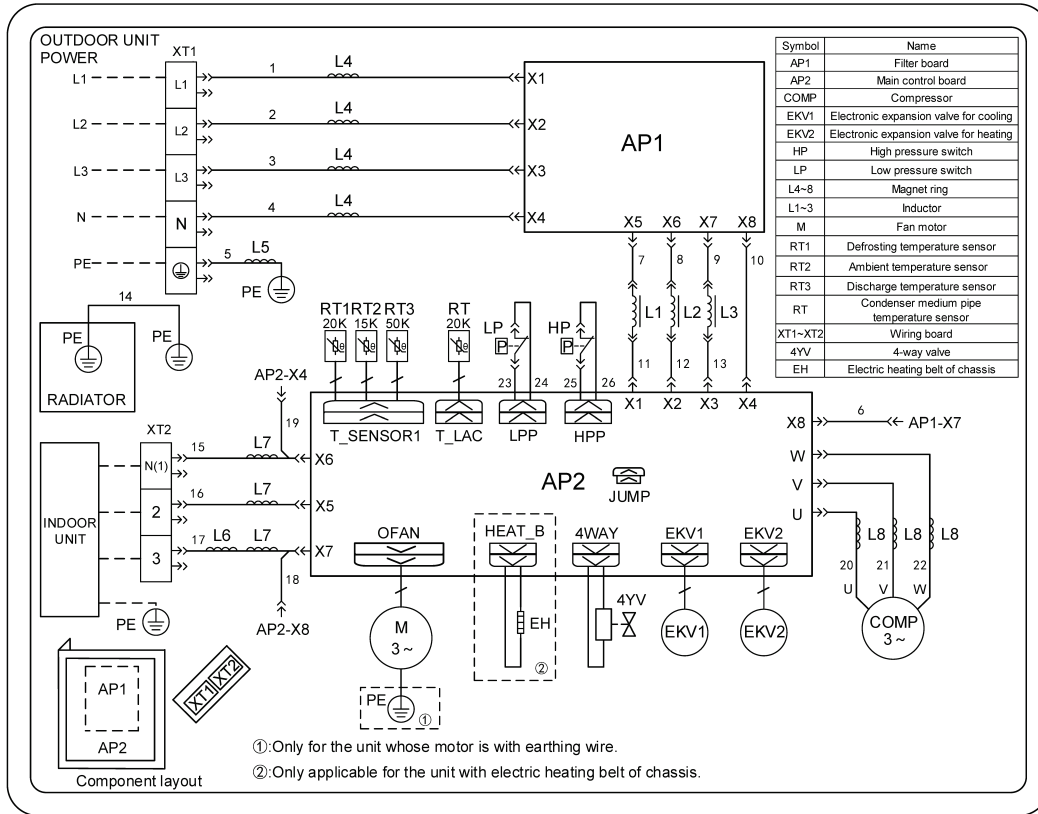 OUTDOOR UNIT
POWER
XT1
L1
L1
1
L4
X1
L2
L2
2
L4
X2
L3
L3
3
L4
X3
N
N
4
L4
X4
PE
5
L5
PE
AP1
X5 X6 X7 X8
7 8 9 10
L1 L2 L3
11 12 13
Symbol Name
AP1 Filter board
AP2 Main control board
COMP Compressor
EKV1 Electronic expansion valve for cooling
EKV2 Electronic expansion valve for heating
HP High pressure switch
LP Low pressure switch
L4~8 Magnet ring
L1~3 Inductor
M Fan motor
RT1 Defrosting temperature sensor
RT2 Ambient temperature sensor
RT3 Discharge temperature sensor
RT Condenser medium pipe
temperature sensor
XT1~XT2 Wiring board
4YV 4-way valve
EH Electric heating belt of chassis
14
PE
PE
RADIATOR
RT1 RT2 RT3
20K 15K 50K
θ θ θ
RT
20K
θ
LP
P
23 24
HP
P
25 26
T_SENSOR1
T_LAC
LPP
HPP
X1 X2 X3 X4
AP2-X4
19
XT2
INDOOR
UNIT
N(1)
15
L7
X6
2
16
L7
X5
3
17
L6
L7
X7
18
AP2-X8
PE
AP2
JUMP
X8
6
AP1-X7
W
V
U
L8 L8 L8
20 21 22
U V W
COMP
3~
OFAN
M
3~
PE
①
HEAT_B
EH
②
4WAY
4YV
EKV1
EKV1
EKV2
EKV2
AP1
AP2
XT1 XT2
Component layout
①:Only for the unit whose motor is with earthing wire.
②:Only applicable for the unit with electric heating belt of chassis.